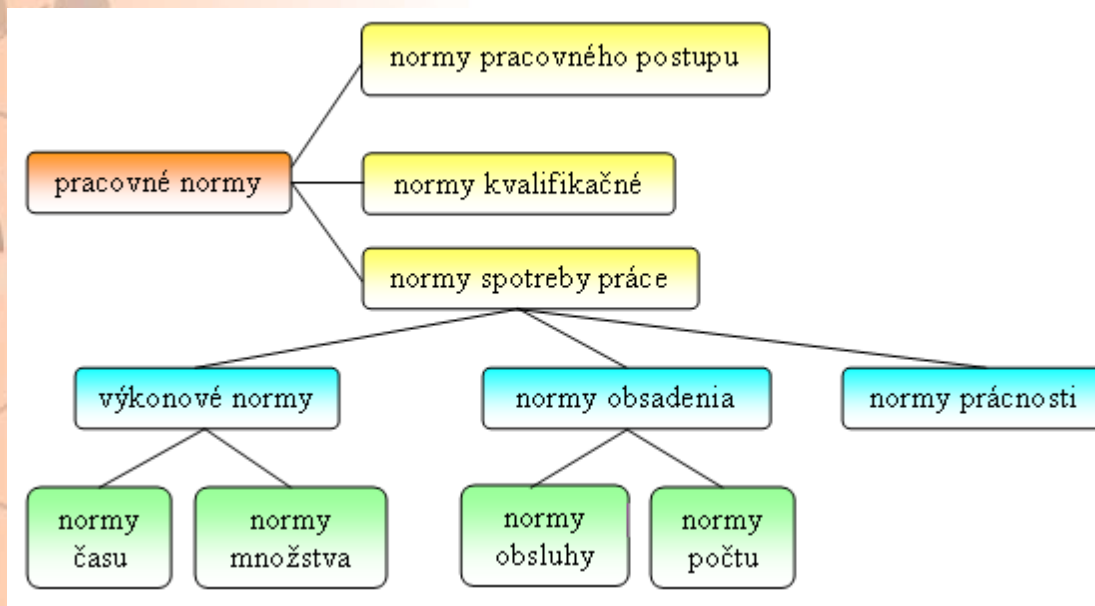 normy pracovného postupu
pracovné normy
normy kvalifikačné
normy spotreby práce
výkonové normy
normy obsadenia
normy prácnosti
normy
času
normy
množstva
normy
obsluhy
normy
počtu